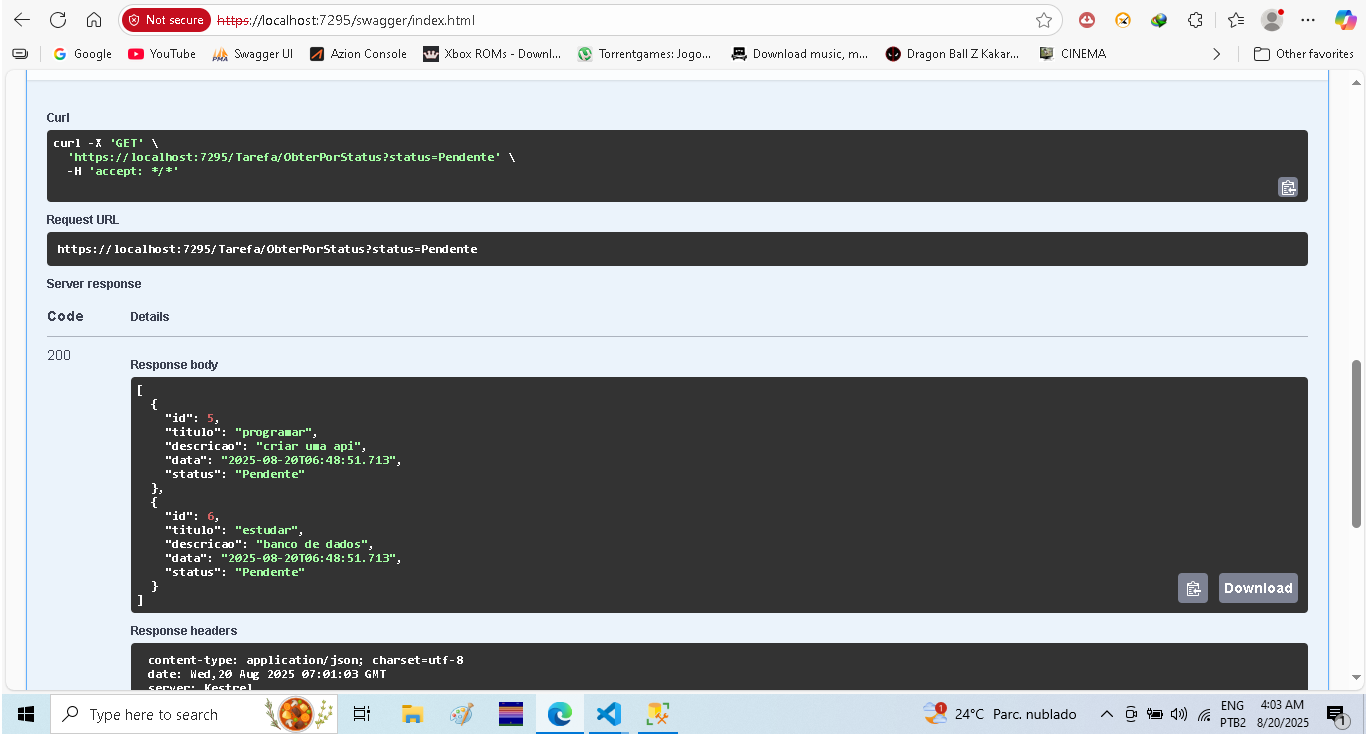 Not secure https://localhost:7295/swagger/index.html
Google YouTube Swagger UI Azion Console Xbox ROMs - Downl... Torrentgames: Jogo... Download music, m... Dragon Ball Z Kakar... CINEMA Other favorites
Curl
curl -X 'GET' \
'https://localhost:7295/Tarefa/ObterPorStatus?status=Pendente' \
-H 'accept: */*'
Request URL
https://localhost:7295/Tarefa/ObterPorStatus?status=Pendente
Server response
Code Details
200
Response body
[
{
"id": 5,
"titulo": "programar",
"descricao": "criar uma api",
"data": "2025-08-20T06:48:51.713",
"status": "Pendente"
},
{
"id": 6,
"titulo": "estudar",
"descricao": "banco de dados",
"data": "2025-08-20T06:48:51.713",
"status": "Pendente"
}
]
Download
Response headers
content-type: application/json; charset=utf-8
date: Wed,20 Aug 2025 07:01:03 GMT
server: Kestrel
Type here to search
1
24°C Parc. nublado
ENG
PTB2
4:03 AM
8/20/2025
1